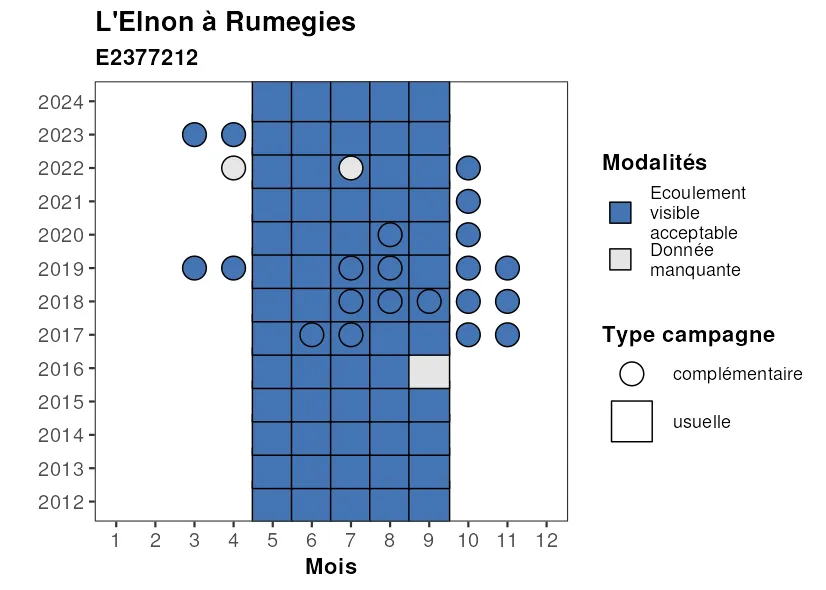 L'Elnon à Rumegies
E2377212
2024
2023
2022
2021
2020
2019
2018
2017
2016
2015
2014
2013
2012
1 2 3 4 5 6 7 8 9 10 11 12
Mois
Modalités
Ecoulement
visible
acceptable
Donnée
manquante
Type campagne
complémentaire
usuelle